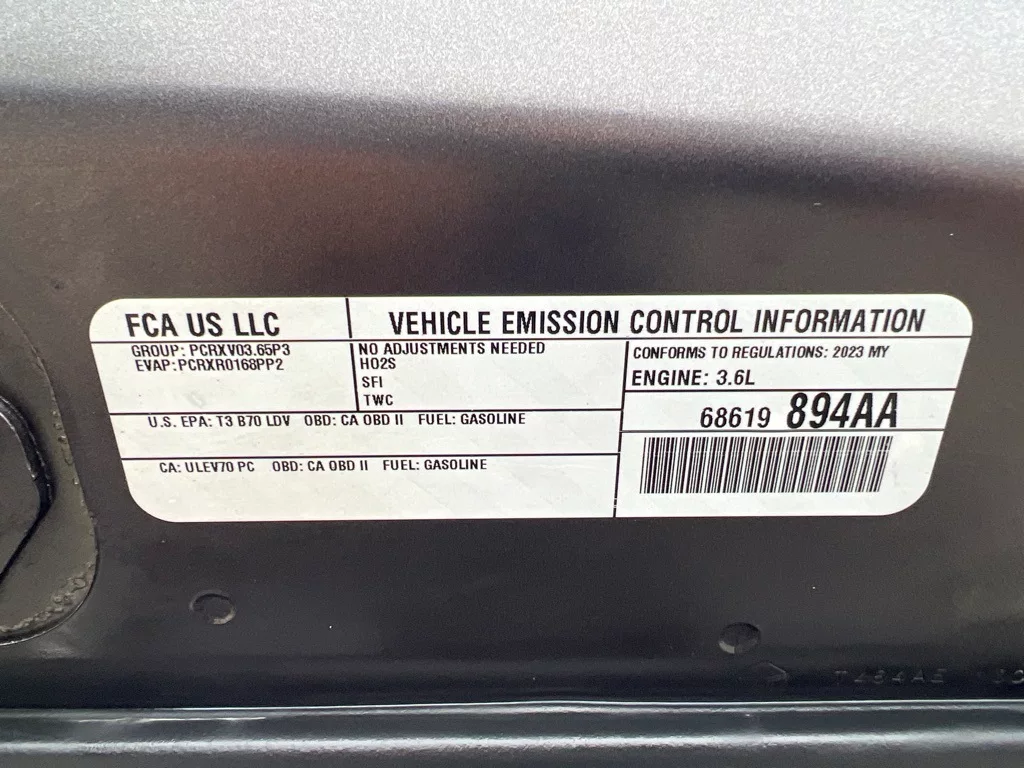 FCA US LLC
VEHICLE EMISSION CONTROL INFORMATION
GROUP: PCRXV03.65P3
EVAP: PCRXR0168PP2
NO ADJUSTMENTS NEEDED
HO2S
SFI
TWC
CONFORMS TO REGULATIONS: 2023 MY
ENGINE: 3.6L
U.S. EPA: T3 B70 LDV OBD: CA OBD II FUEL: GASOLINE
68619 894AA
CA: ULEV70 PC OBD: CA OBD II FUEL: GASOLINE